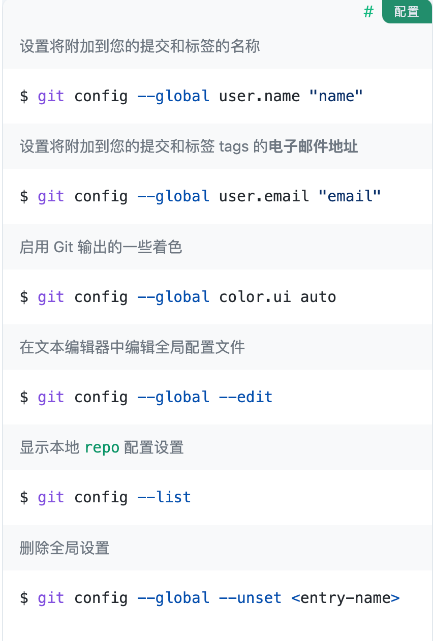 # 配置
设置将附加到您的提交和标签的名称
$ git config --global user.name "name"
设置将附加到您的提交和标签 tags 的电子邮件地址
$ git config --global user.email "email"
启用 Git 输出的一些着色
$ git config --global color.ui auto
在文本编辑器中编辑全局配置文件
$ git config --global --edit
显示本地 repo 配置设置
$ git config --list
删除全局设置
$ git config --global --unset <entry-name>